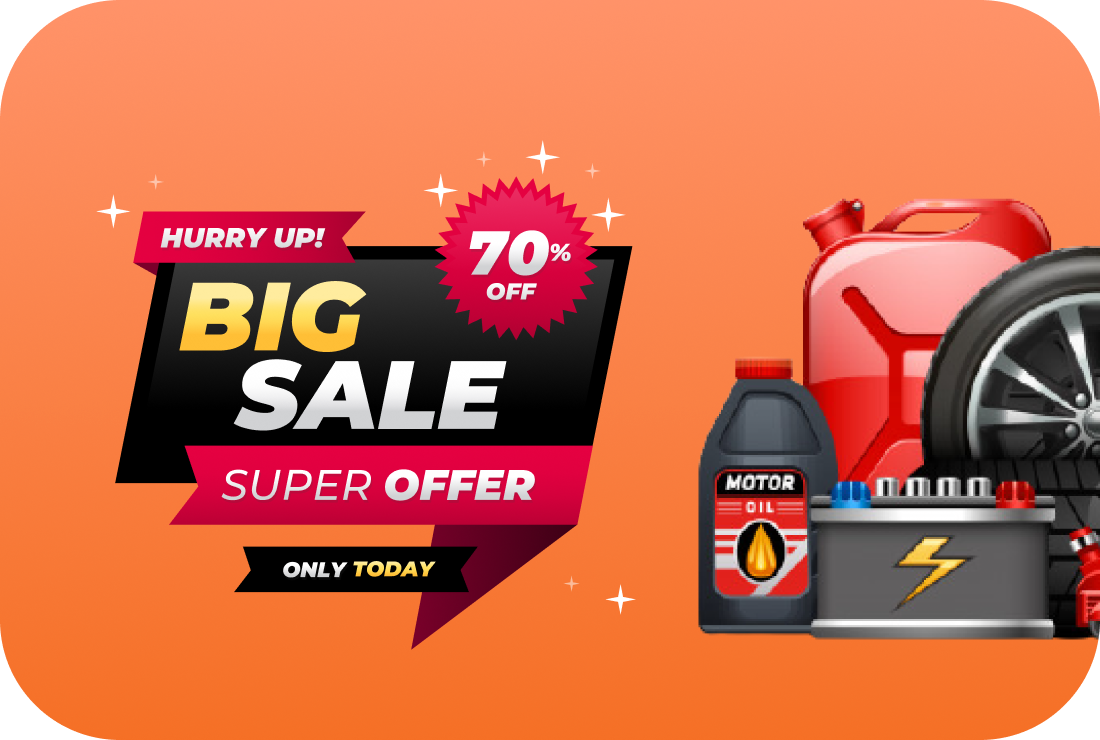 HURRY UP!
70%
OFF
BIG
SALE
SUPER OFFER
ONLY TODAY
MOTOR
OIL